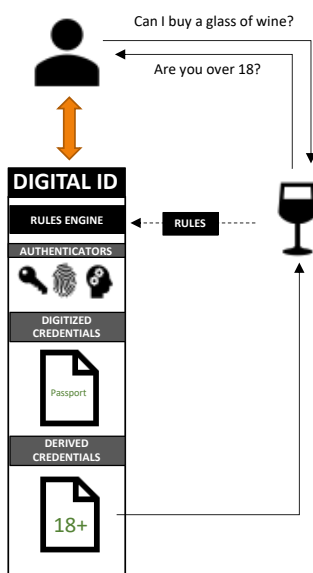 Can I buy a glass of wine?
Are you over 18?
DIGITAL ID
RULES ENGINE
RULES
AUTHENTICATORS
DIGITIZED
CREDENTIALS
Passport
DERIVED
CREDENTIALS
18+